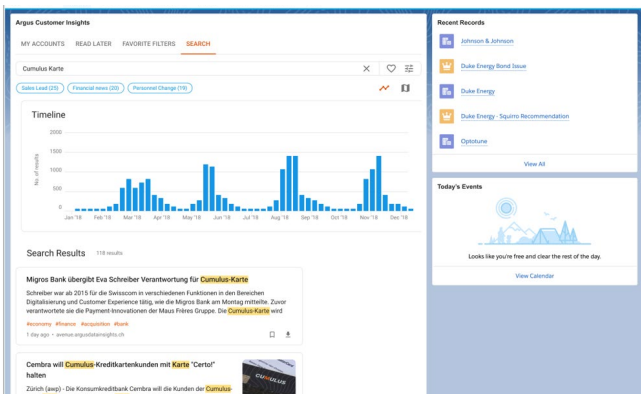 Argus Customer Insights
MY ACCOUNTS READ LATER FAVORITE FILTERS SEARCH
Cumulus Karte
Sales Lead (25) Financial news (20) Personnel Change (19)
Timeline
No. of results
2000
1500
1000
500
0
Jan '18 Feb '18 Mar '18 Apr '18 May '18 Jun '18 Jul '18 Aug '18 Sep '18 Oct '18 Nov '18 Dec '18
Search Results 118 results
Migros Bank übergibt Eva Schreiber Verantwortung für Cumulus-Karte
Schreiber war ab 2015 für die Swisscom in verschiedenen Funktionen in den Bereichen
Digitalisierung und Customer Experience tätig, wie die Migros Bank am Montag mitteilte. Zuvor
verantwortete sie die Payment-Innovationen der Maus Frères Gruppe. Die Cumulus-Karte wird
#economy #finance #acquisition #bank
1 day ago • avenue.argusdatainsights.ch
Cembra will Cumulus-Kreditkartenkunden mit Karte "Certo!"
halten
Zürich (awp) - Die Konsumkreditbank Cembra will die Kunden der Cumulus-
CUMULUS
Recent Records
Johnson & Johnson
Duke Energy Bond Issue
Duke Energy
Duke Energy - Squirro Recommendation
Optotune
View All
Today's Events
Looks like you're free and clear the rest of the day.
View Calendar